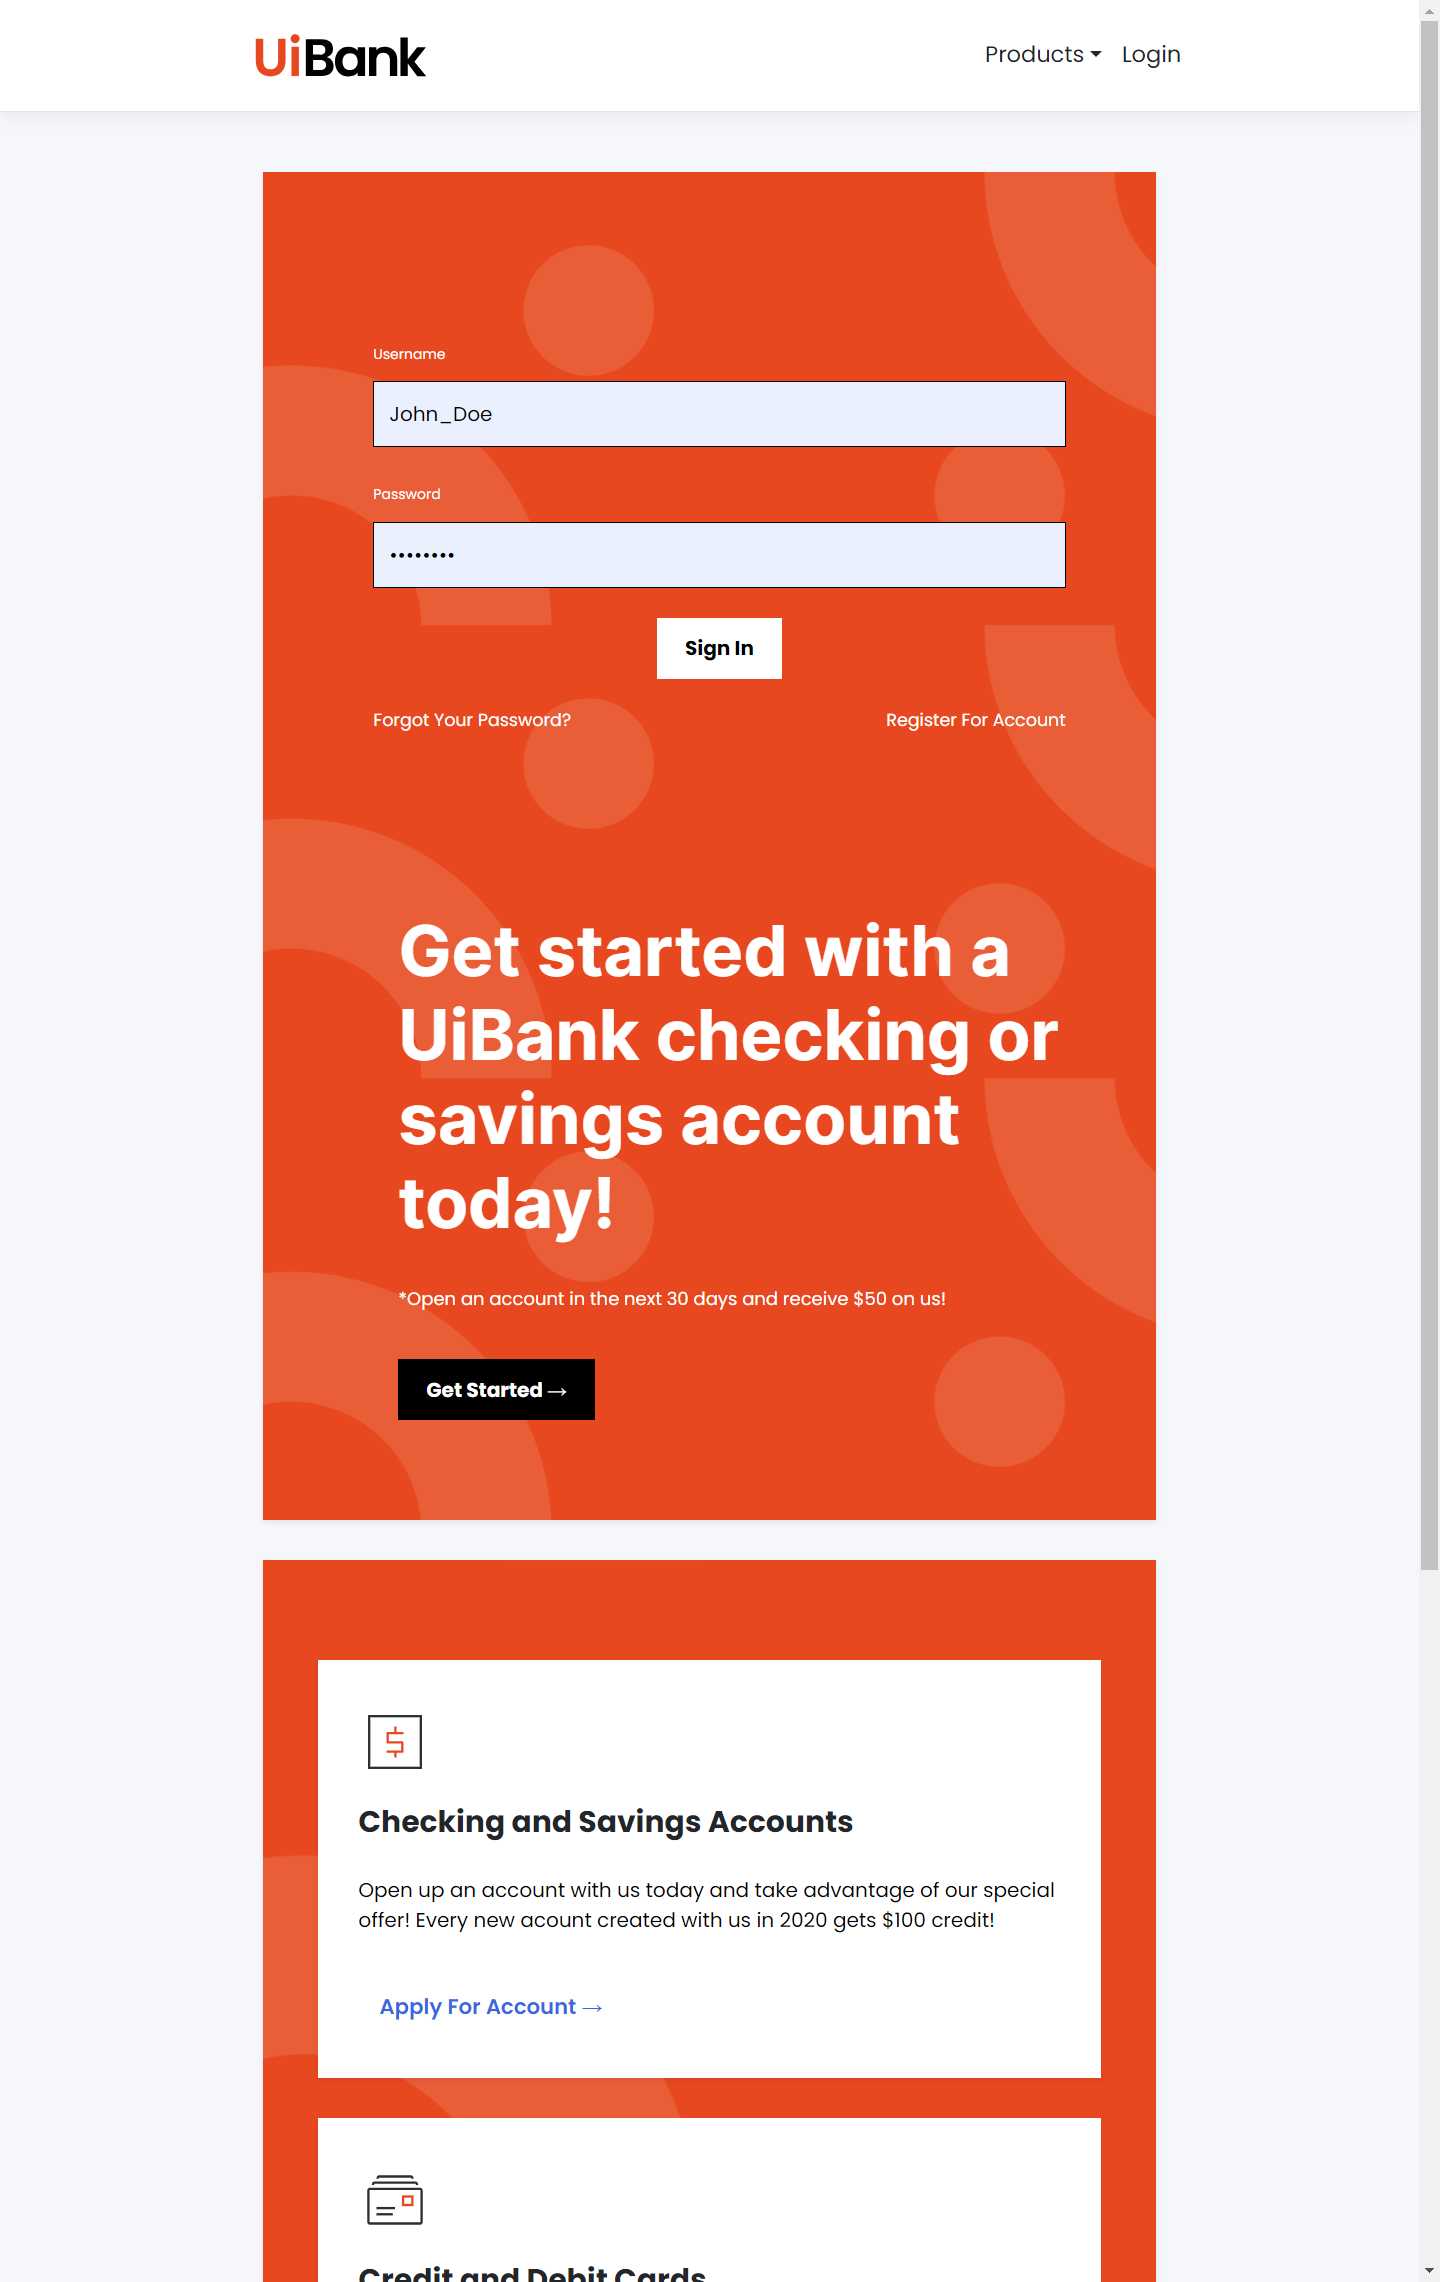 UiBank
Products
Login
Username
John_Doe
Password
••••••••
Sign In
Forgot Your Password?
Register For Account
Get started with a
UiBank checking or
savings account
today!
*Open an account in the next 30 days and receive $50 on us!
Get Started →
Checking and Savings Accounts
Open up an account with us today and take advantage of our special
offer! Every new acount created with us in 2020 gets $100 credit!
Apply For Account →
Credit and Debit Cards